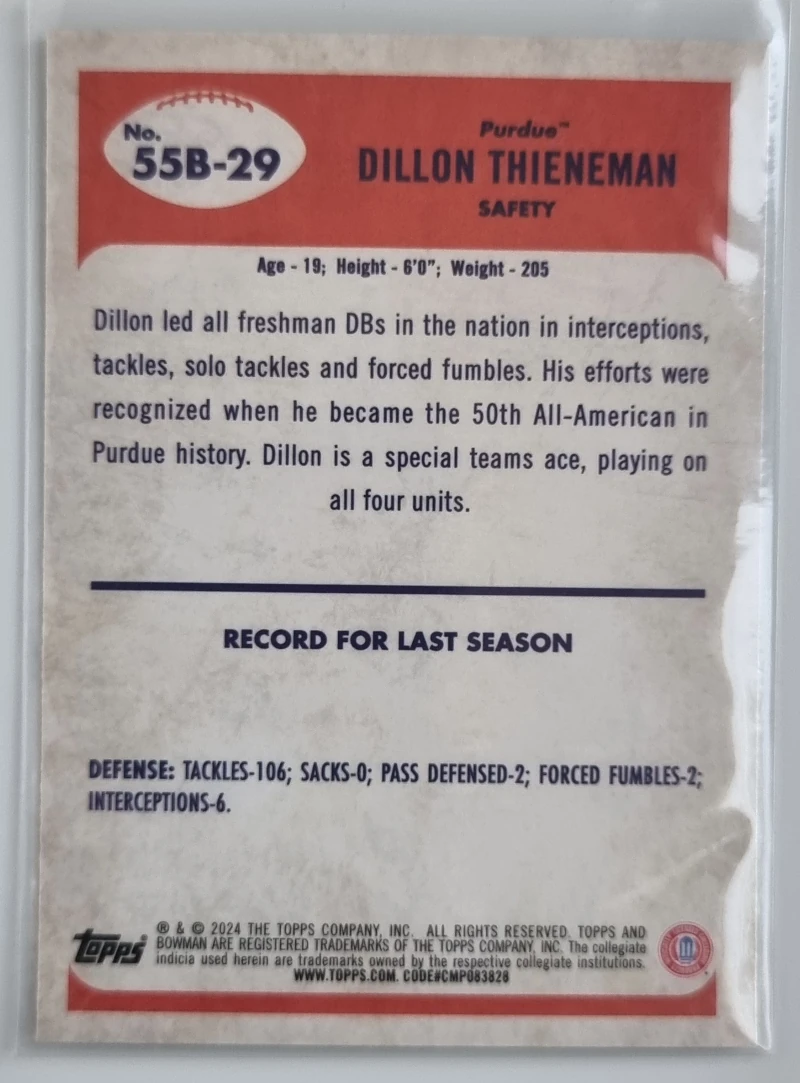 No.
55B-29
Purdue™
DILLON THIENEMAN
SAFETY
Age - 19; Height - 6'0"; Weight - 205
Dillon led all freshman DBs in the nation in interceptions,
tackles, solo tackles and forced fumbles. His efforts were
recognized when he became the 50th All-American in
Purdue history. Dillon is a special teams ace, playing on
all four units.
RECORD FOR LAST SEASON
DEFENSE: TACKLES-106; SACKS-0; PASS DEFENSED-2; FORCED FUMBLES-2;
INTERCEPTIONS-6.
topps®
® & © 2024 THE TOPPS COMPANY, INC. ALL RIGHTS RESERVED. TOPPS AND
BOWMAN ARE REGISTERED TRADEMARKS OF THE TOPPS COMPANY, INC. The collegiate
indicia used herein are trademarks owned by the respective collegiate institutions.
WWW.TOPPS.COM. CODE#CMP083828